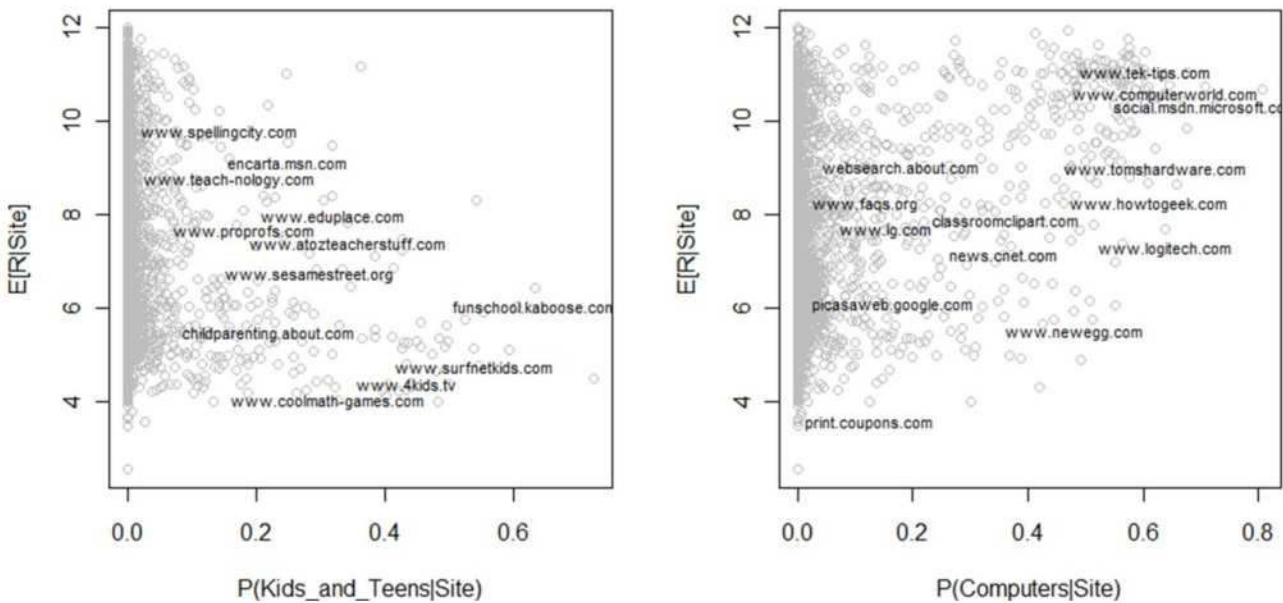 12
10
8
6
4
E[R|Site]
www.spellingcity.com
encarta.msn.com
www.teach-nology.com
www.eduplace.com
www.proprofs.com
www.atozteacherstuff.com
www.sesamestreet.org
funschool.kaboose.con
childparenting.about.com
www.surfnetkids.com
www.4kids.tv
www.coolmath-games.com
0.0 0.2 0.4 0.6
P(Kids_and_Teens|Site)
12
10
8
6
4
E[R|Site]
www.tek-tips.com
www.computerworld.com
social.msdn.microsoft.co
websearch.about.com
www.tomshardware.com
www.faqs.org
www.howtogeek.com
classroomclipart.com
www.lg.com
www.logitech.com
news.cnet.com
picasaweb.google.com
www.newegg.com
print.coupons.com
0.0 0.2 0.4 0.6 0.8
P(Computers|Site)